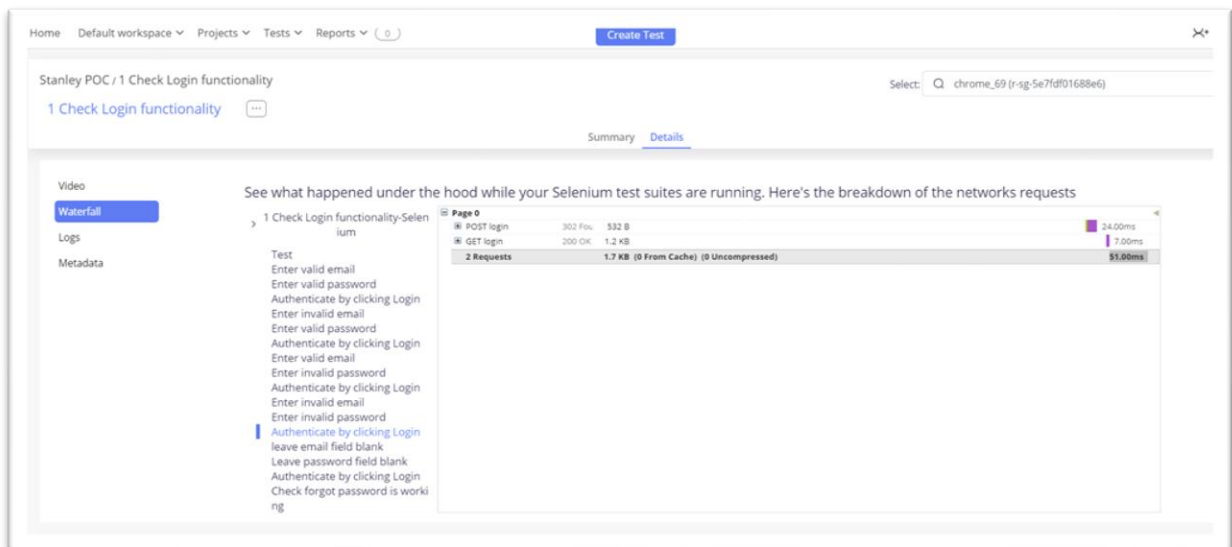 Home Default workspace Projects Tests Reports 0 Create Test
Stanley POC / 1 Check Login functionality
Select: chrome_69 (r-sg-5e7fdf01688e6)
1 Check Login functionality ...
Summary Details
Video
Waterfall
Logs
Metadata
See what happened under the hood while your Selenium test suites are running. Here's the breakdown of the networks requests
1 Check Login functionality-Selen
ium
Test
Enter valid email
Enter valid password
Authenticate by clicking Login
Enter invalid email
Enter valid password
Authenticate by clicking Login
Enter valid email
Enter invalid password
Authenticate by clicking Login
Enter invalid email
Enter invalid password
Authenticate by clicking Login
leave email field blank
Leave password field blank
Authenticate by clicking Login
Check forgot password is worki
ng
Page 0
POST login 302 Fou 532 B 24.00ms
GET login 200 OK 1.2 KB 7.00ms
2 Requests 1.7 KB (0 From Cache) (0 Uncompressed) 51.00ms